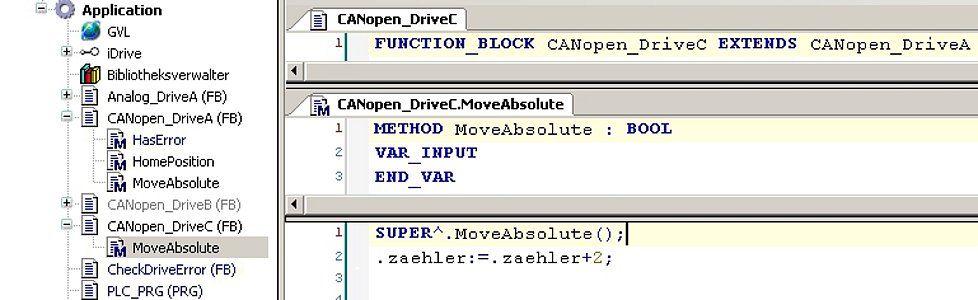 Application
GVL
iDrive
Bibliotheksverwalter
Analog_DriveA (FB)
CANopen_DriveA (FB)
HasError
HomePosition
MoveAbsolute
CANopen_DriveB (FB)
CANopen_DriveC (FB)
MoveAbsolute
CheckDriveError (FB)
PLC_PRG (PRG)
CANopen_DriveC
1 FUNCTION_BLOCK CANopen_DriveC EXTENDS CANopen_DriveA
CANopen_DriveC.MoveAbsolute
1 METHOD MoveAbsolute : BOOL
2 VAR_INPUT
3 END_VAR
1 SUPER^.MoveAbsolute();
2 .zaehler:=.zaehler+2;
3